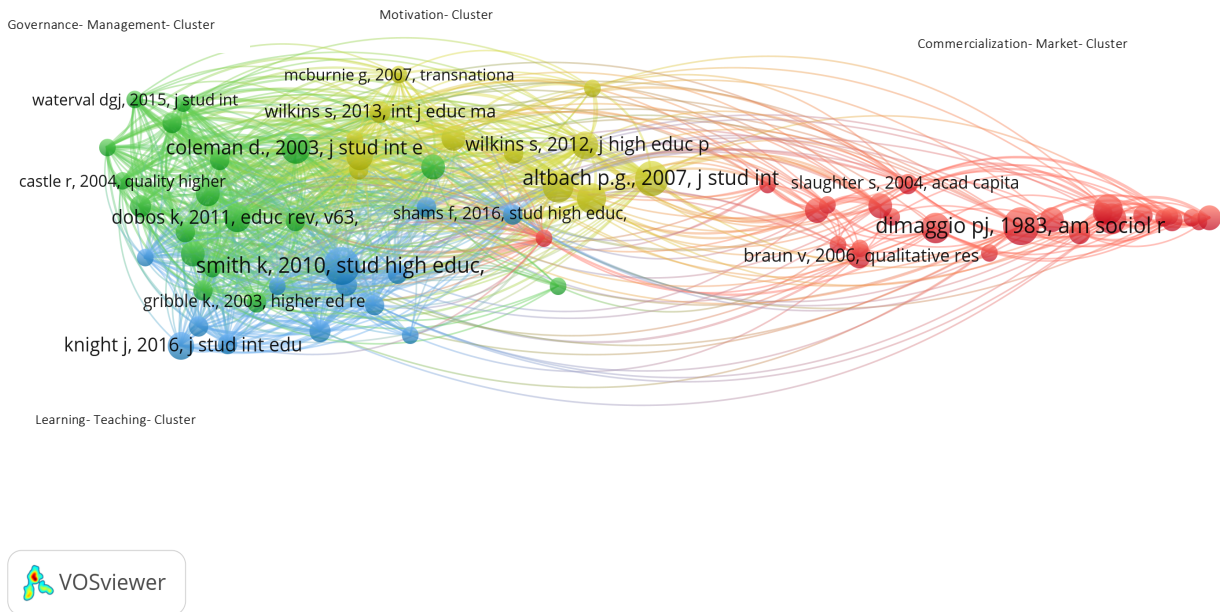 Motivation- Cluster
Governance- Management- Cluster
Commercialization- Market- Cluster
mcburnie g, 2007, transnationa
waterval dgj, 2015, j stud int
wilkins s, 2013, int j educ ma
coleman d., 2003, j stud int e
wilkins s, 2012, j high educ p
castle r, 2004, quality higher
altbach p.g., 2007, j stud int
slaughter s, 2004, acad capita
dobos k, 2011, educ rev, v63,
shams f, 2016, stud high educ,
dimaggio pj, 1983, am sociol r
braun v, 2006, qualitative res
smith k, 2010, stud high educ,
gribble k., 2003, higher ed re
knight j, 2016, j stud int edu
Learning- Teaching- Cluster
VOSviewer